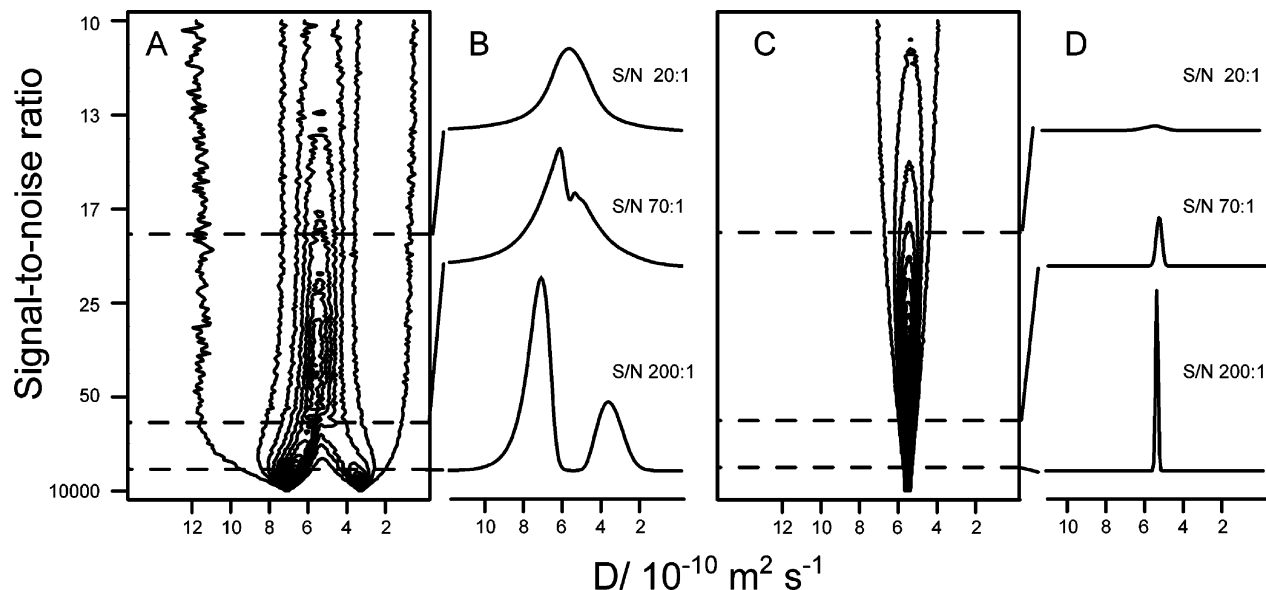 Signal-to-noise ratio
10
13
17
25
50
10000
A
12 10 8 6 4 2
B
S/N 20:1
S/N 70:1
S/N 200:1
10 8 6 4 2
C
12 10 8 6 4 2
D
S/N 20:1
S/N 70:1
S/N 200:1
10 8 6 4 2
D/ 10⁻¹⁰ m² s⁻¹